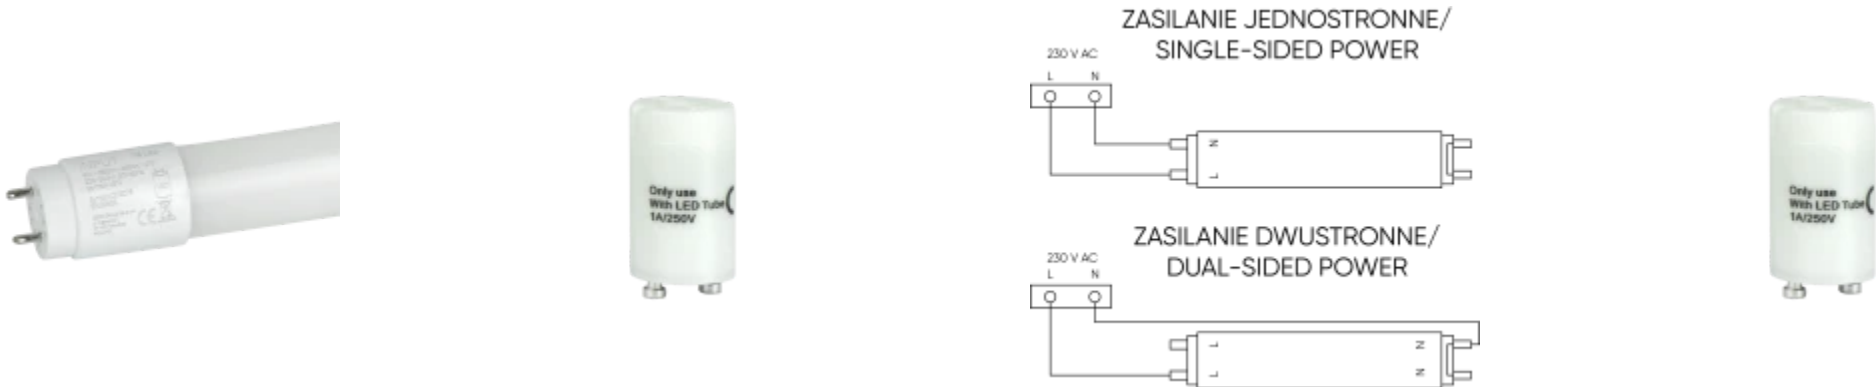 Only use
With LED Tube
1A/250V
ZASILANIE JEDNOSTRONNE/
SINGLE-SIDED POWER
230 V AC
L N
N
L
ZASILANIE DWUSTRONNE/
DUAL-SIDED POWER
230 V AC
L N
L N
L N
Only use
With LED Tube
1A/250V